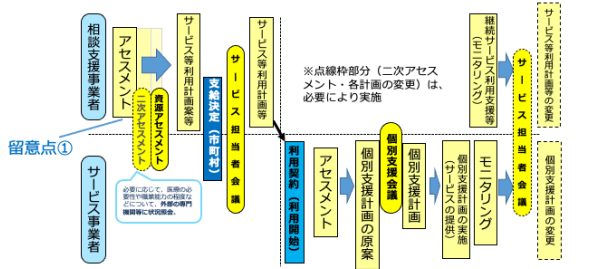 相談支援事業者
アセスメント
二次アセスメント
資源アセスメント
サービス等利用計画案等
支給決定（市町村）
サービス担当者会議
サービス等利用計画等
※点線枠部分（二次アセス
メント・各計画の変更）は、
必要により実施
継続サービス利用支援等
（モニタリング）
サービス担当者会議
サービス等利用計画等の変更
留意点①
必要に応じて、医療の必
要性や職業能力の程度な
どについて、外部の専門
機関等に状況照会。
サービス事業者
利用契約（利用開始）
アセスメント
個別支援計画の原案
個別支援会議
個別支援計画
個別支援計画の実施
（サービスの提供）
モニタリング
個別支援計画の変更